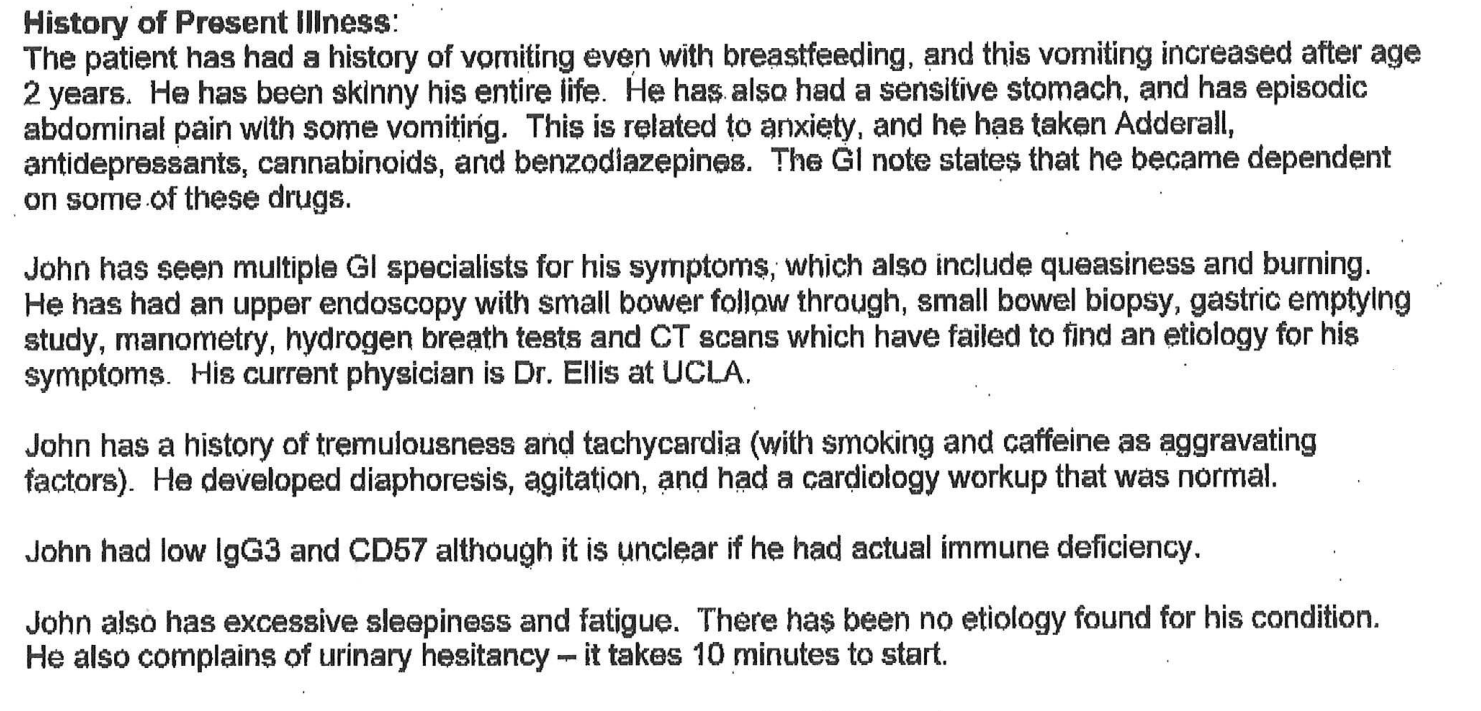 History of Present Illness:
The patient has had a history of vomiting even with breastfeeding, and this vomiting increased after age
2 years. He has been skinny his entire life. He has also had a sensitive stomach, and has episodic
abdominal pain with some vomiting. This is related to anxiety, and he has taken Adderall,
antidepressants, cannabinoids, and benzodiazepines. The GI note states that he became dependent
on some of these drugs.
John has seen multiple GI specialists for his symptoms, which also include queasiness and burning.
He has had an upper endoscopy with small bower follow through, small bowel biopsy, gastric emptying
study, manometry, hydrogen breath tests and CT scans which have failed to find an etiology for his
symptoms. His current physician is Dr. Ellis at UCLA.
John has a history of tremulousness and tachycardia (with smoking and caffeine as aggravating
factors). He developed diaphoresis, agitation, and had a cardiology workup that was normal.
John had low IgG3 and CD57 although it is unclear if he had actual immune deficiency.
John also has excessive sleepiness and fatigue. There has been no etiology found for his condition.
He also complains of urinary hesitancy – it takes 10 minutes to start.